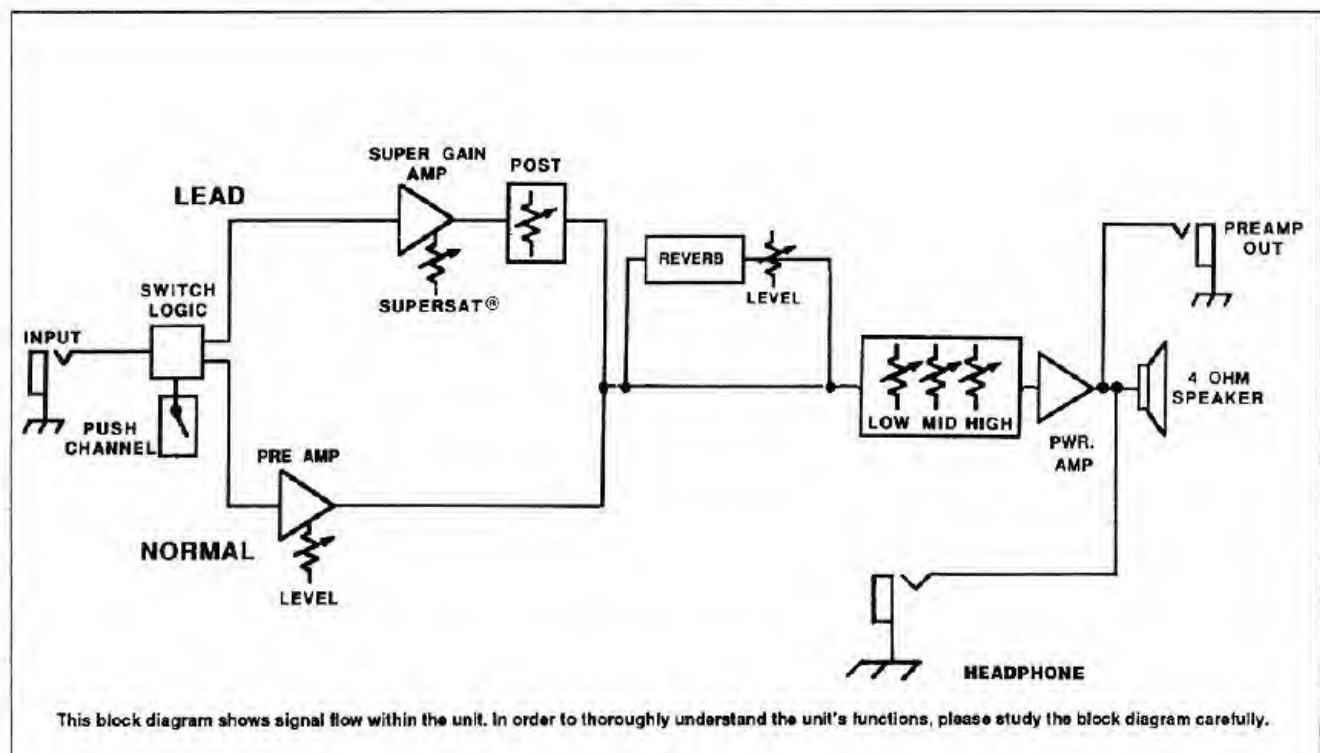 SUPER GAIN
AMP
POST
LEAD
SUPERSAT®
SWITCH
LOGIC
INPUT
PUSH
CHANNEL
PRE AMP
NORMAL
LEVEL
REVERB
LEVEL
LOW MID HIGH
PWR.
AMP
PREAMP
OUT
4 OHM
SPEAKER
HEADPHONE
This block diagram shows signal flow within the unit. In order to thoroughly understand the unit's functions, please study the block diagram carefully.